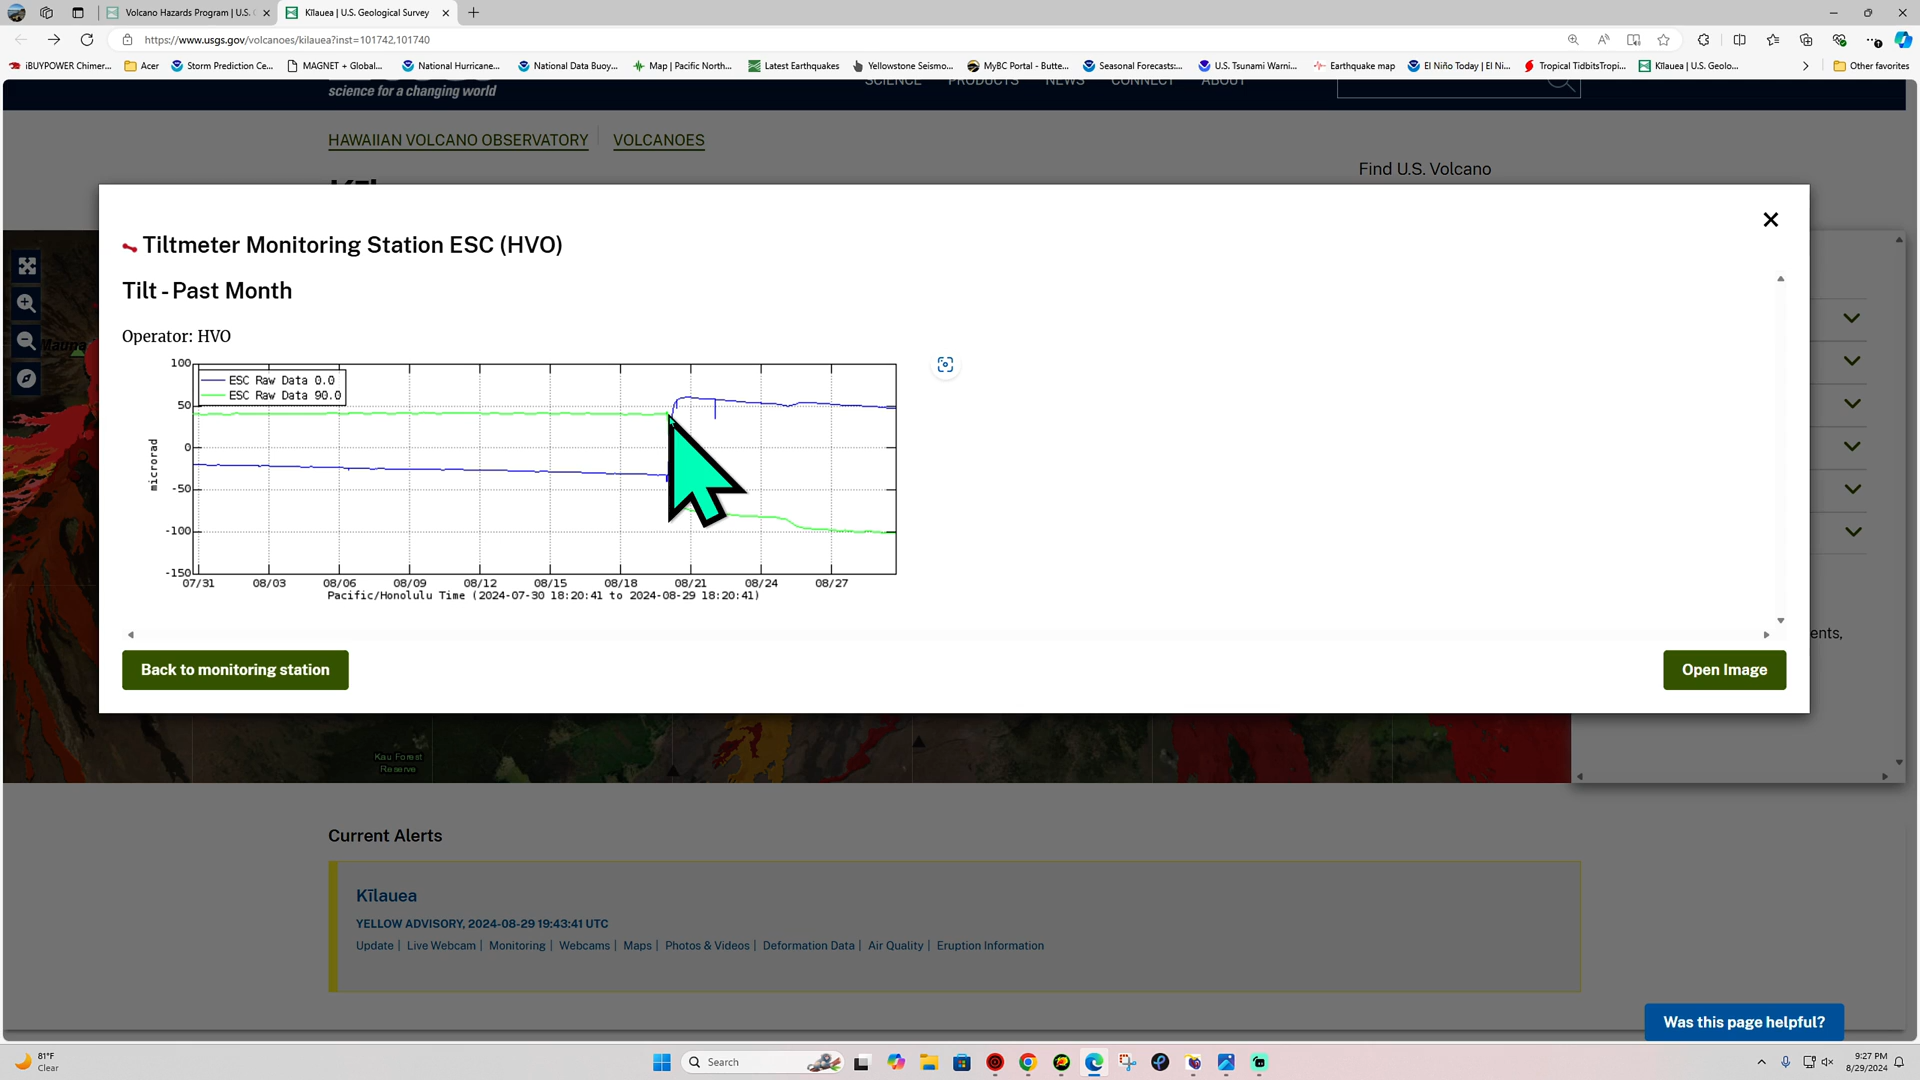 Volcano Hazards Program | U.S.
Kīlauea | U.S. Geological Survey
https://www.usgs.gov/volcanoes/kilauea?inst=101742,101740
iBUYPOWER Chimer...
Acer
Storm Prediction Ce...
MAGNET + Global...
National Hurricane...
National Data Buoy...
Map | Pacific North...
Latest Earthquakes
Yellowstone Seismo...
MyBC Portal - Butte...
Seasonal Forecasts:...
U.S. Tsunami Warni...
Earthquake map
El Niño Today | El Ni...
Tropical TidbitsTropi...
Kīlauea | U.S. Geolo...
Other favorites
science for a changing world
SCIENCE
PRODUCTS
NEWS
CONNECT
ABOUT
HAWAIIAN VOLCANO OBSERVATORY
VOLCANOES
Find U.S. Volcano
Tiltmeter Monitoring Station ESC (HVO)
Tilt - Past Month
Operator: HVO
ESC Raw Data 0.0
ESC Raw Data 90.0
microrad
100
50
0
-50
-100
-150
07/31 08/03 08/06 08/09 08/12 08/15 08/18 08/21 08/24 08/27
Pacific/Honolulu Time (2024-07-30 18:20:41 to 2024-08-29 18:20:41)
Back to monitoring station
Open Image
Mauna
ents,
Kau Forest
Reserve
Current Alerts
Kīlauea
YELLOW ADVISORY, 2024-08-29 19:43:41 UTC
Update | Live Webcam | Monitoring | Webcams | Maps | Photos & Videos | Deformation Data | Air Quality | Eruption Information
Was this page helpful?
81°F
Clear
Search
9:27 PM
8/29/2024